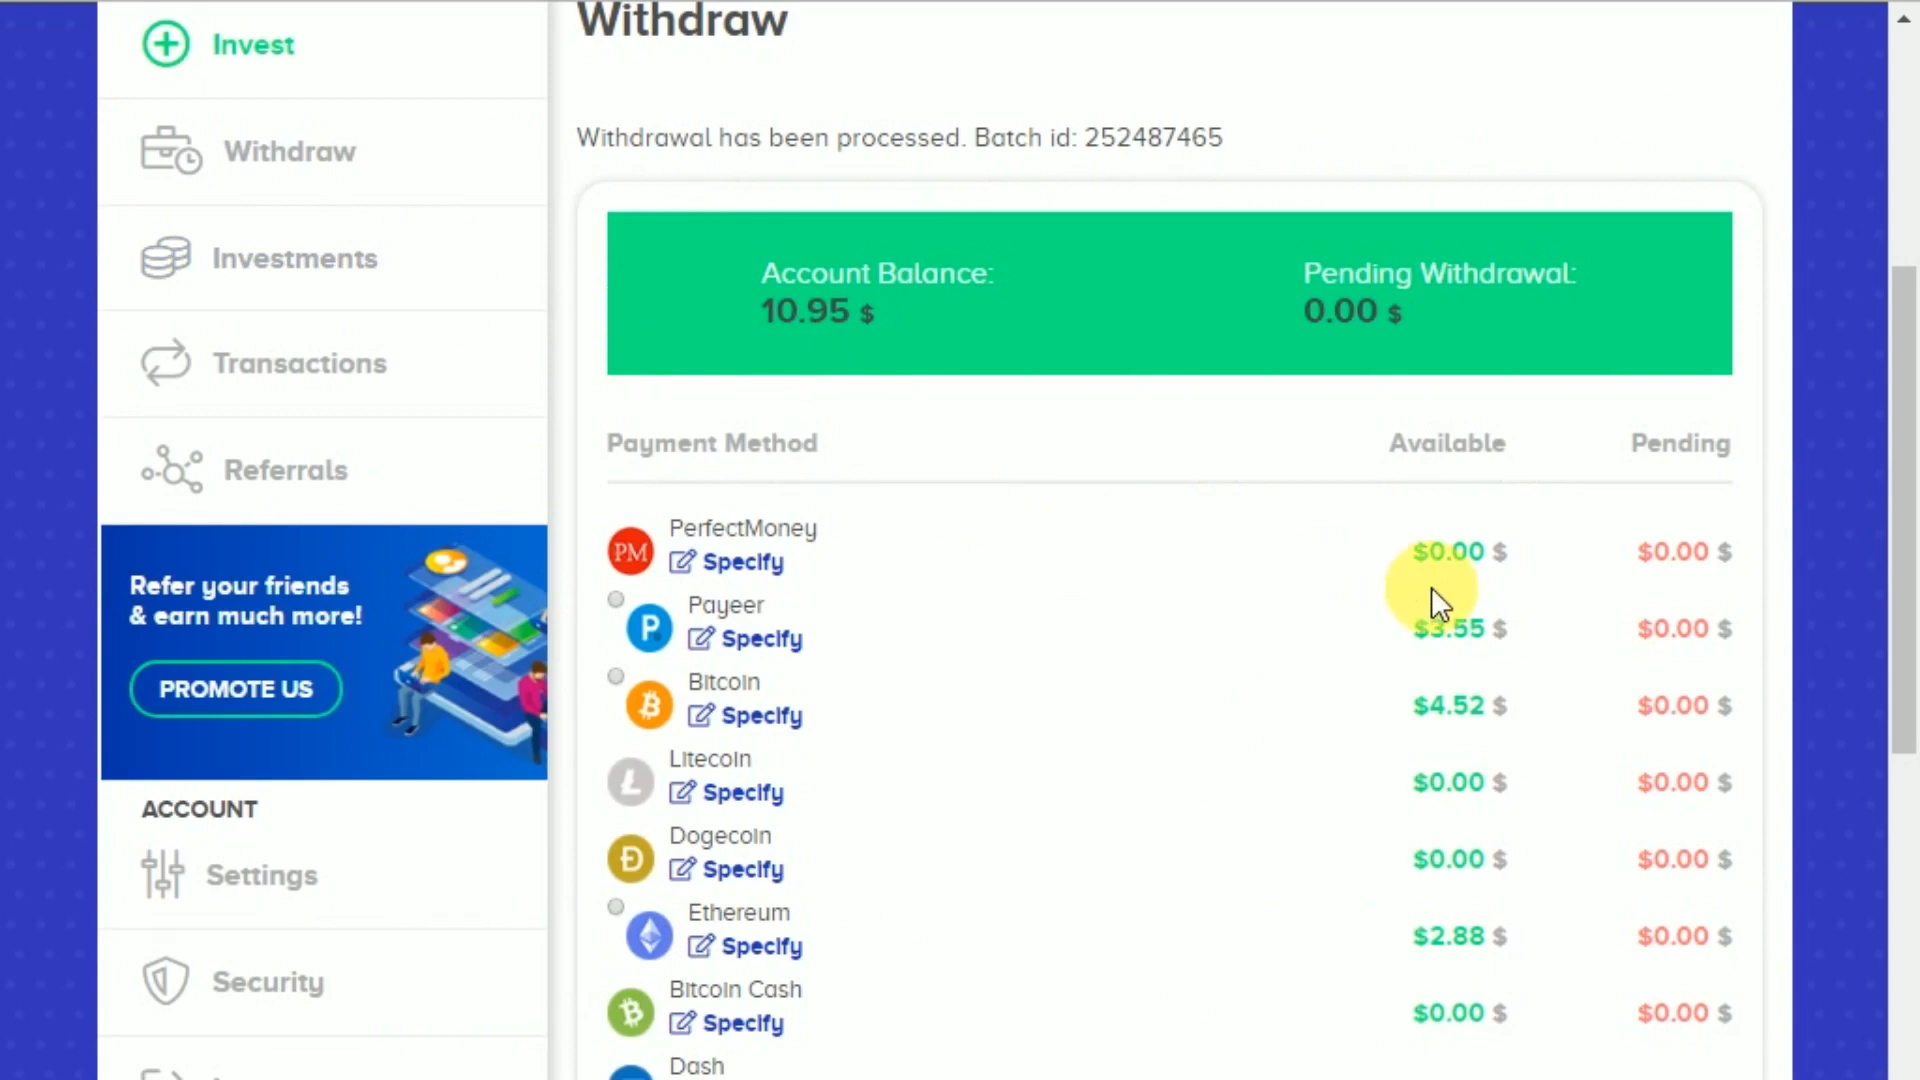 Withdraw
Invest
Withdraw
Investments
Transactions
Referrals
Refer your friends
& earn much more!
PROMOTE US
ACCOUNT
Settings
Security
Withdrawal has been processed. Batch id: 252487465
Account Balance:
10.95 $
Pending Withdrawal:
0.00 $
Payment Method Available Pending
PM PerfectMoney
Specify
$0.00 $ $0.00 $
Payeer
Specify
$3.55 $ $0.00 $
Bitcoin
Specify
$4.52 $ $0.00 $
Litecoin
Specify
$0.00 $ $0.00 $
Dogecoin
Specify
$0.00 $ $0.00 $
Ethereum
Specify
$2.88 $ $0.00 $
Bitcoin Cash
Specify
$0.00 $ $0.00 $
Dash